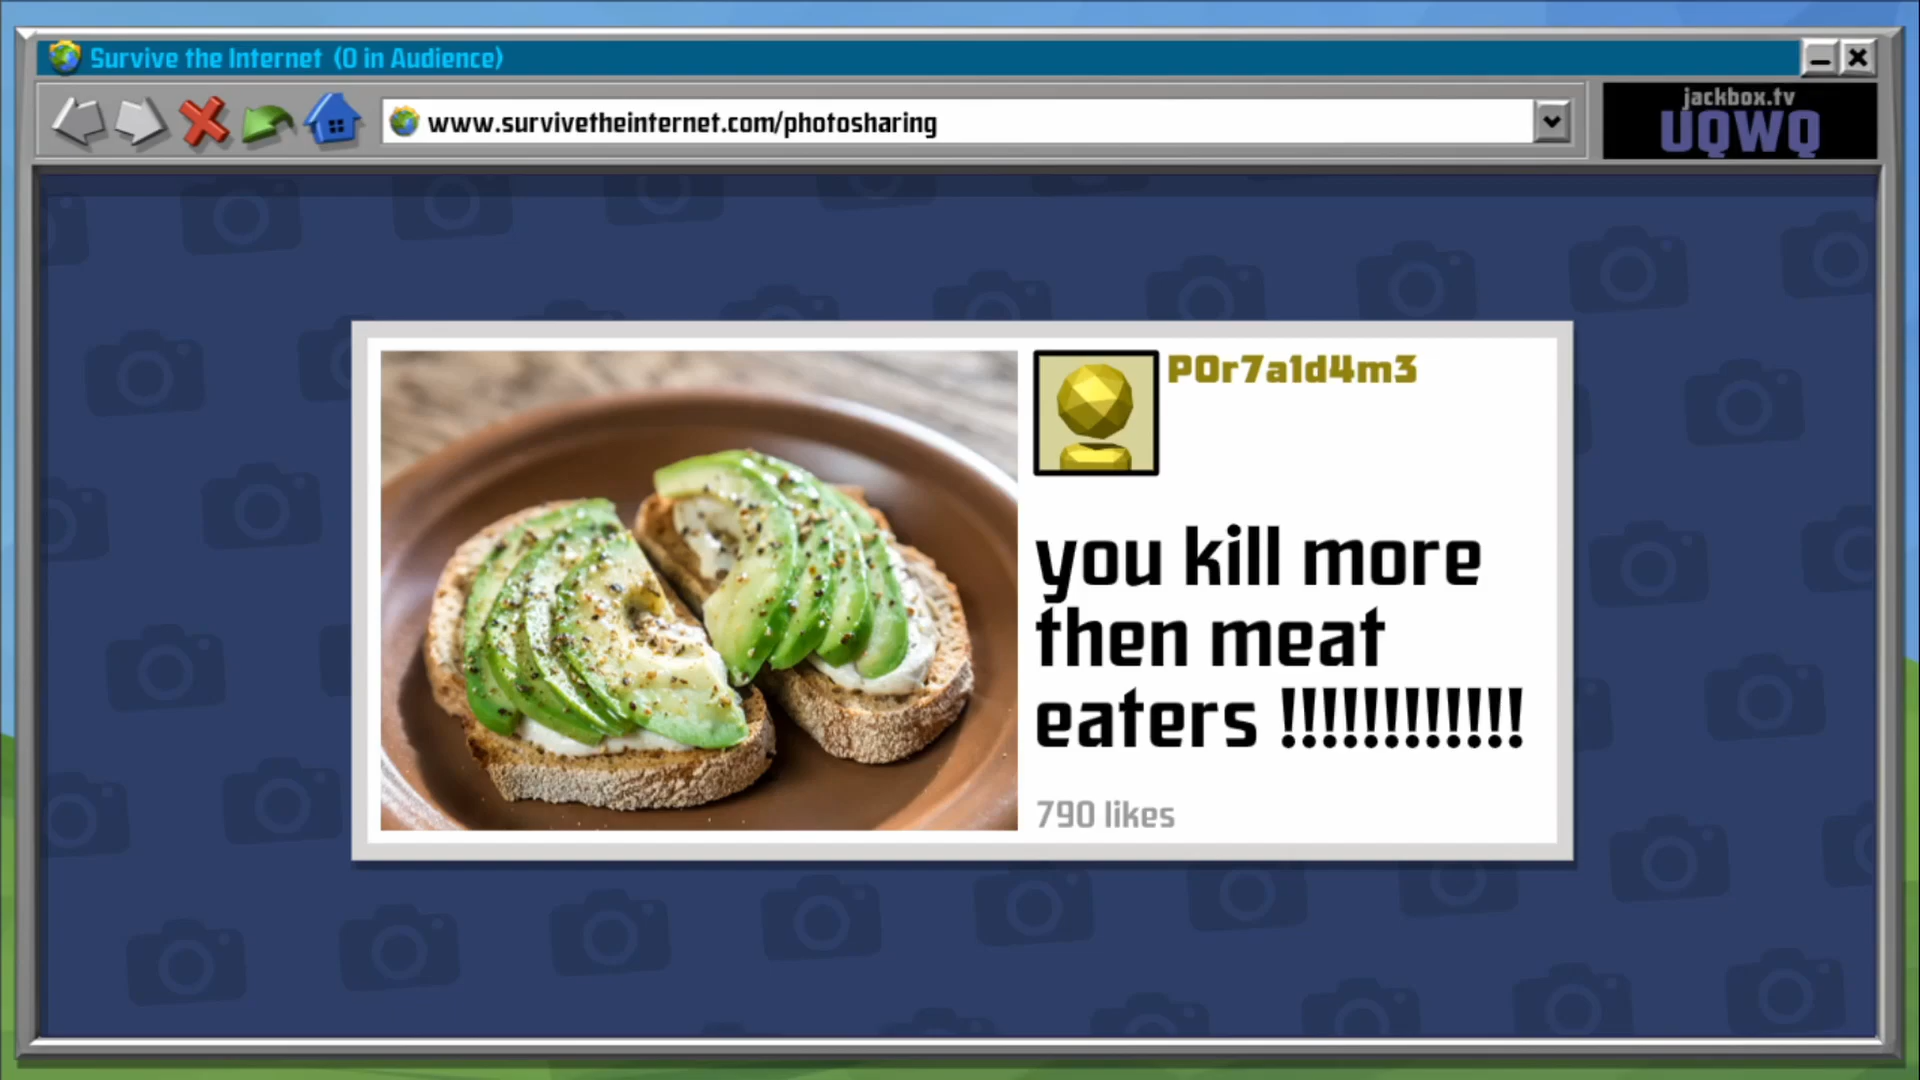 Survive the Internet (0 in Audience)
www.survivetheinternet.com/photosharing
jackbox.tv
UQWQ
P0r7a1d4m3
you kill more
then meat
eaters !!!!!!!!!!!!
790 likes